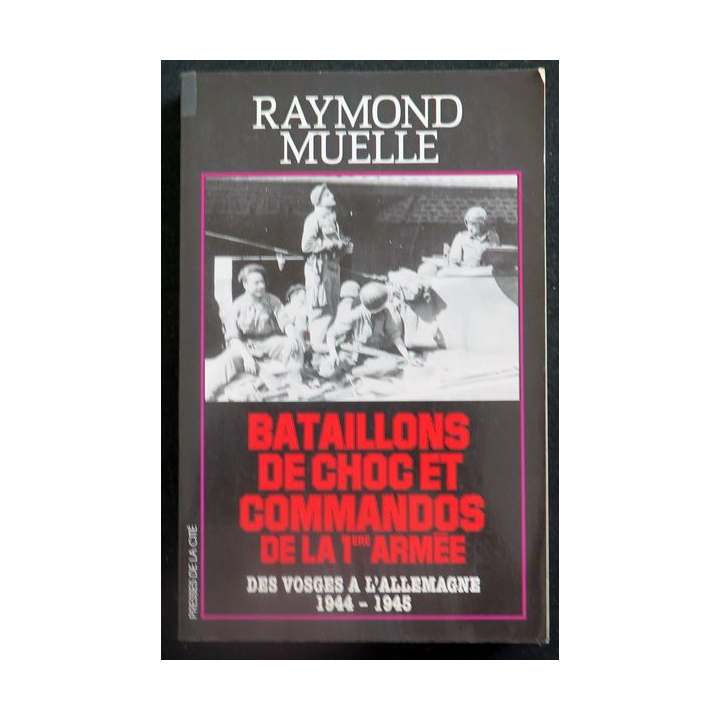 RAYMOND
MUELLE
BATAILLONS
DE CHOC ET
COMMANDOS
DE LA 1ERE ARMÉE
DES VOSGES A L'ALLEMAGNE
1944 - 1945
PRESSES DE LA CITÉ